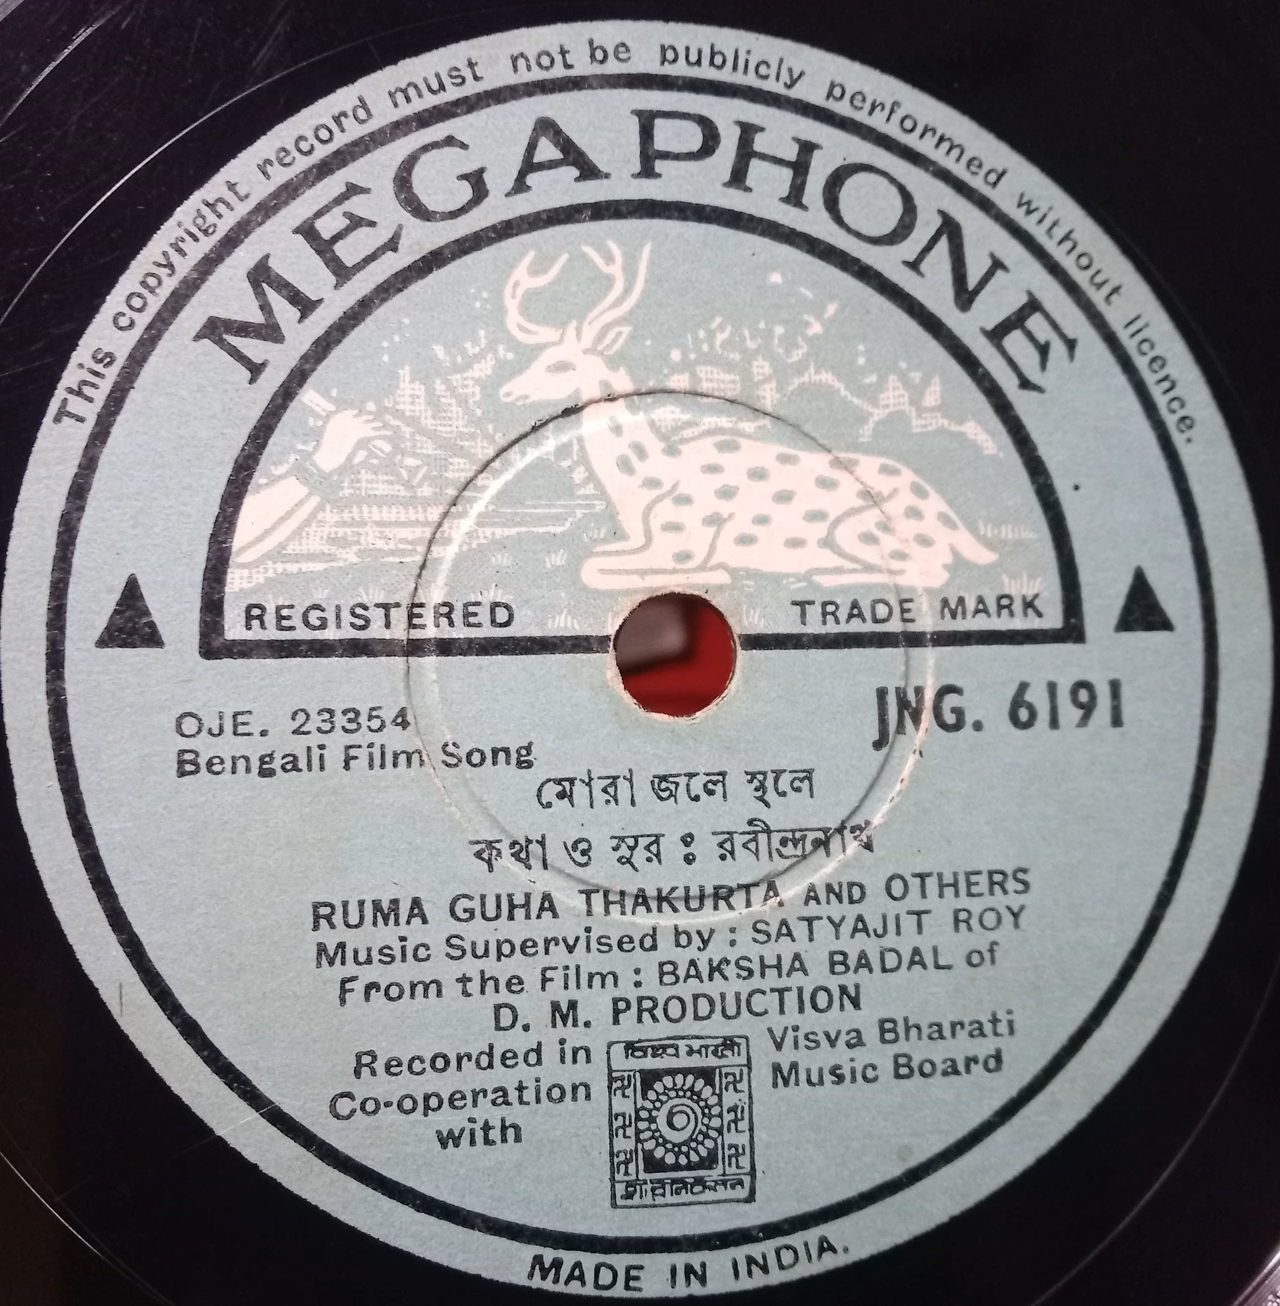 This copyright record must not be publicly performed without licence.
MEGAPHONE
REGISTERED TRADE MARK
OJE. 23354
JNG. 6191
Bengali Film Song
মোরা জলে স্থলে
কথা ও সুর : রবীন্দ্রনাথ
RUMA GUHA THAKURTA AND OTHERS
Music Supervised by : SATYAJIT ROY
From the Film : BAKSHA BADAL of
D. M. PRODUCTION
Recorded in
Co-operation
with
विश्व भारती
Visva Bharati
Music Board
MADE IN INDIA.